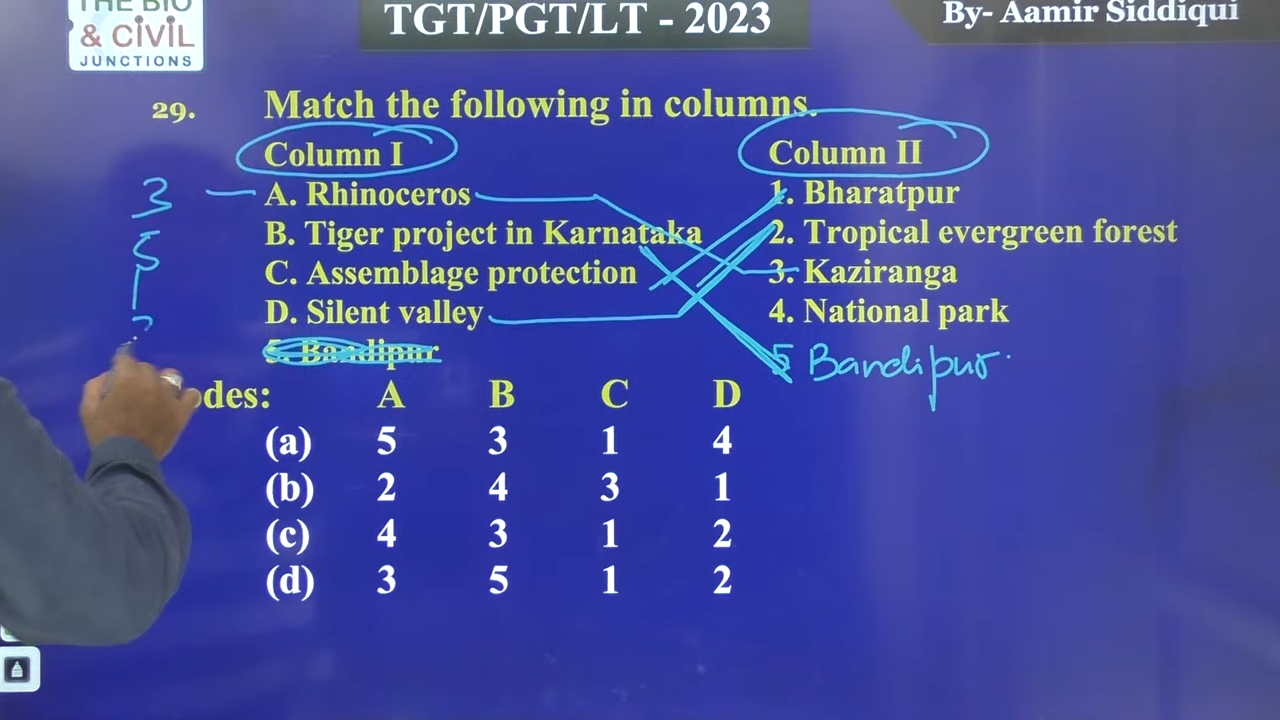 THE BIO
& CiViL
JUNCTIONS
TGT/PGT/LT - 2023
By- Aamir Siddiqui
29. Match the following in columns.
Column I Column II
3 A. Rhinoceros 1. Bharatpur
5 B. Tiger project in Karnataka 2. Tropical evergreen forest
1 C. Assemblage protection 3. Kaziranga
2 D. Silent valley 4. National park
5. Bandipur 5 Bandipur.
odes: A B C D
(a) 5 3 1 4
(b) 2 4 3 1
(c) 4 3 1 2
(d) 3 5 1 2